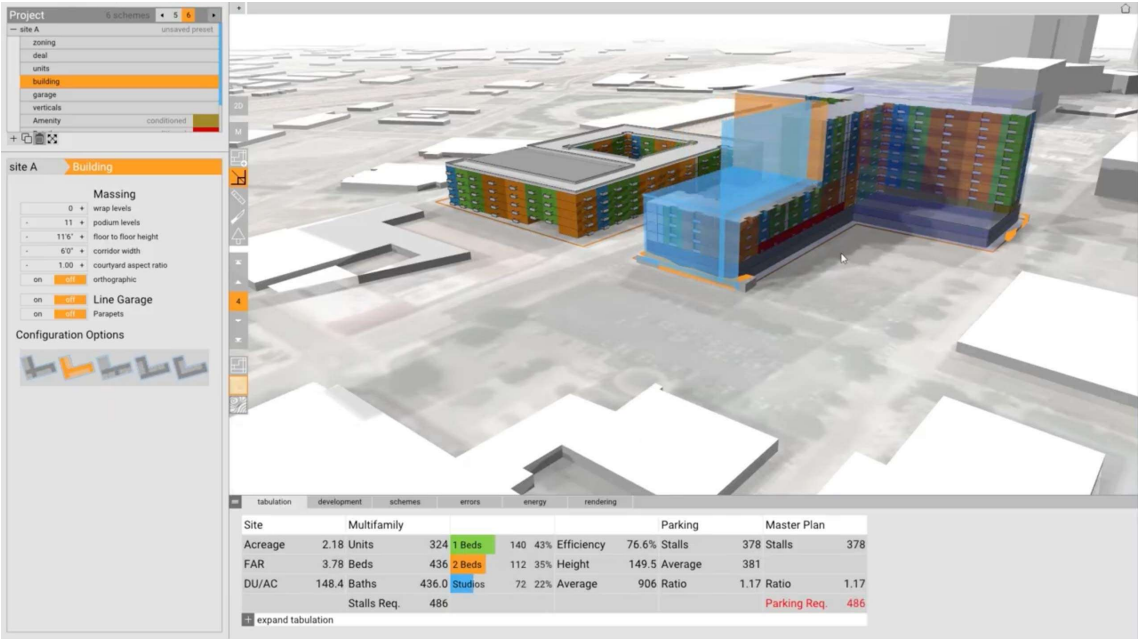 Project 6 schemes 5 6
site A unsaved preset
zoning
deal
units
building
garage
verticals
Amenity conditioned
site A Building
Massing
0 + wrap levels
- 11 + podium levels
- 11'6" + floor to floor height
- 6'0" + corridor width
- 1.00 + courtyard aspect ratio
on off orthographic
on off Line Garage
on off Parapets
Configuration Options
2D
M
4
tabulation development schemes errors energy rendering
Site Multifamily Parking Master Plan
Acreage 2.18 Units 324 1 Beds 140 43% Efficiency 76.6% Stalls 378 Stalls 378
FAR 3.78 Beds 436 2 Beds 112 35% Height 149.5 Average 381
DU/AC 148.4 Baths 436.0 Studios 72 22% Average 906 Ratio 1.17 Ratio 1.17
Stalls Req. 486 Parking Req. 486
+ expand tabulation